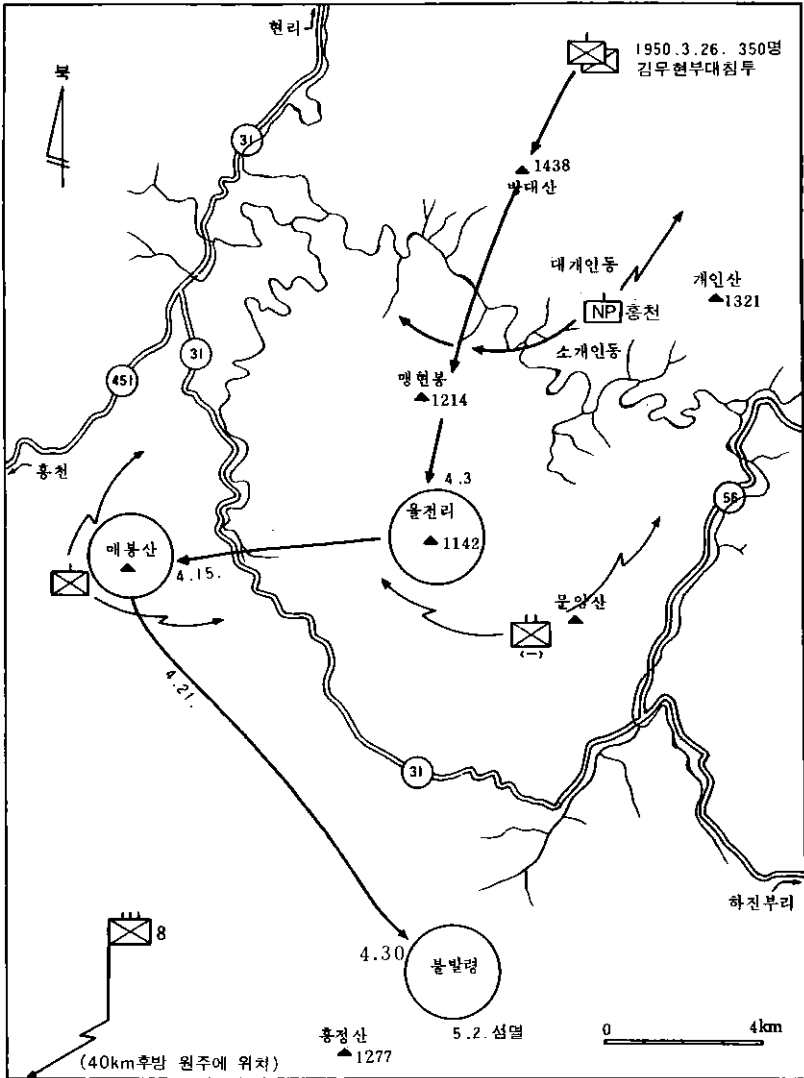 현리
1950.3.26. 350명
김무현부대침투
북
31
1438
방대산
대개인동
개인산
1321
NP 홍천
31
소개인동
451
맹현봉
1214
홍천
4.3
56
율전리
1142
매봉산
4.15.
문암산
(-)
4.21.
31
하진부리
8
4.30
불발령
5.2. 섬멸
0 4km
홍정산
1277
(40km후방 원주에 위치)